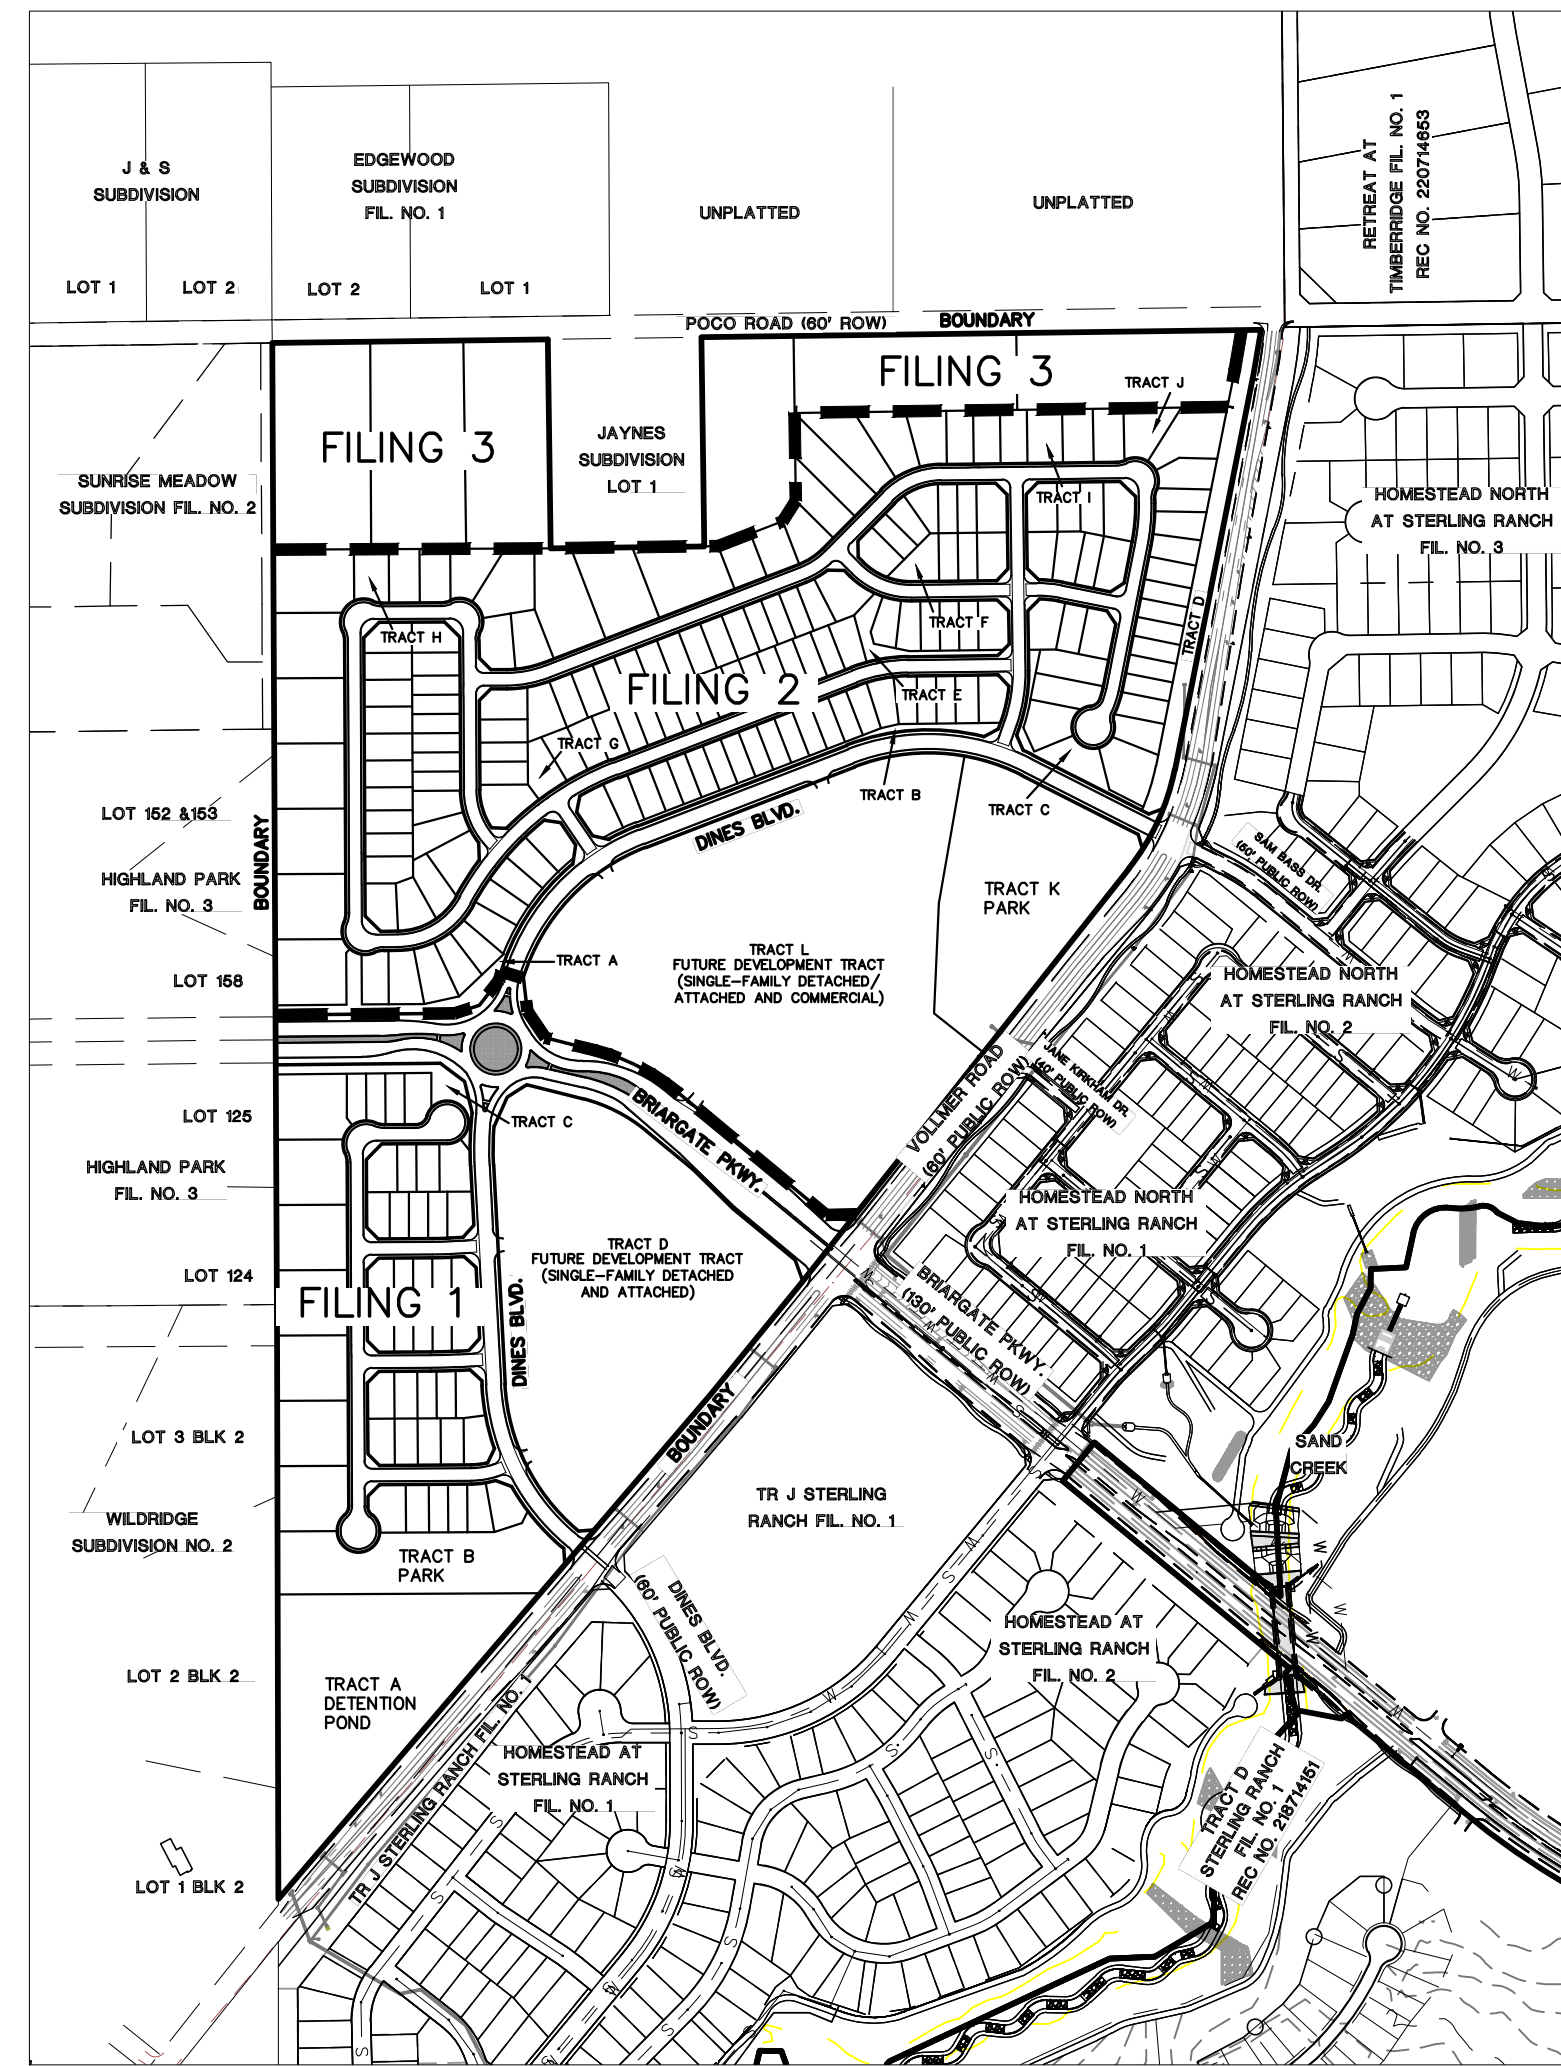 J & S
SUBDIVISION
LOT 1
LOT 2
EDGEWOOD
SUBDIVISION
FIL. NO. 1
LOT 2
LOT 1
UNPLATTED
UNPLATTED
RETREAT AT
TIMBERRIDGE FIL. NO. 1
REC NO. 220714653
POCO ROAD (60' ROW)
BOUNDARY
FILING 3
FILING 3
TRACT J
JAYNES
SUBDIVISION
LOT 1
SUNRISE MEADOW
SUBDIVISION FIL. NO. 2
TRACT I
HOMESTEAD NORTH
AT STERLING RANCH
FIL. NO. 3
TRACT H
TRACT F
TRACT D
FILING 2
TRACT E
TRACT G
TRACT B
TRACT C
DINES BLVD.
LOT 152 &153
BOUNDARY
HIGHLAND PARK
FIL. NO. 3
SAM BASS DR.
(60' PUBLIC ROW)
TRACT K
PARK
TRACT A
TRACT L
FUTURE DEVELOPMENT TRACT
(SINGLE-FAMILY DETACHED/
ATTACHED AND COMMERCIAL)
LOT 158
HOMESTEAD NORTH
AT STERLING RANCH
FIL. NO. 2
VOLLMER ROAD
(60' PUBLIC ROW)
JANE KIRKHAM DR.
(40' PUBLIC ROW)
BRIARGATE PKWY.
LOT 125
TRACT C
HIGHLAND PARK
FIL. NO. 3
HOMESTEAD NORTH
AT STERLING RANCH
FIL. NO. 1
TRACT D
FUTURE DEVELOPMENT TRACT
(SINGLE-FAMILY DETACHED
AND ATTACHED)
LOT 124
FILING 1
DINES BLVD.
BRIARGATE PKWY.
(130' PUBLIC ROW)
BOUNDARY
LOT 3 BLK 2
SAND
CREEK
TR J STERLING
RANCH FIL. NO. 1
WILDRIDGE
SUBDIVISION NO. 2
TRACT B
PARK
DINES BLVD.
(60' PUBLIC ROW)
HOMESTEAD AT
STERLING RANCH
FIL. NO. 2
LOT 2 BLK 2
TRACT A
DETENTION
POND
TR J STERLING RANCH FIL. NO. 1
HOMESTEAD AT
STERLING RANCH
FIL. NO. 1
TRACT D
STERLING RANCH
FIL. NO. 1
REC NO. 218714151
LOT 1 BLK 2